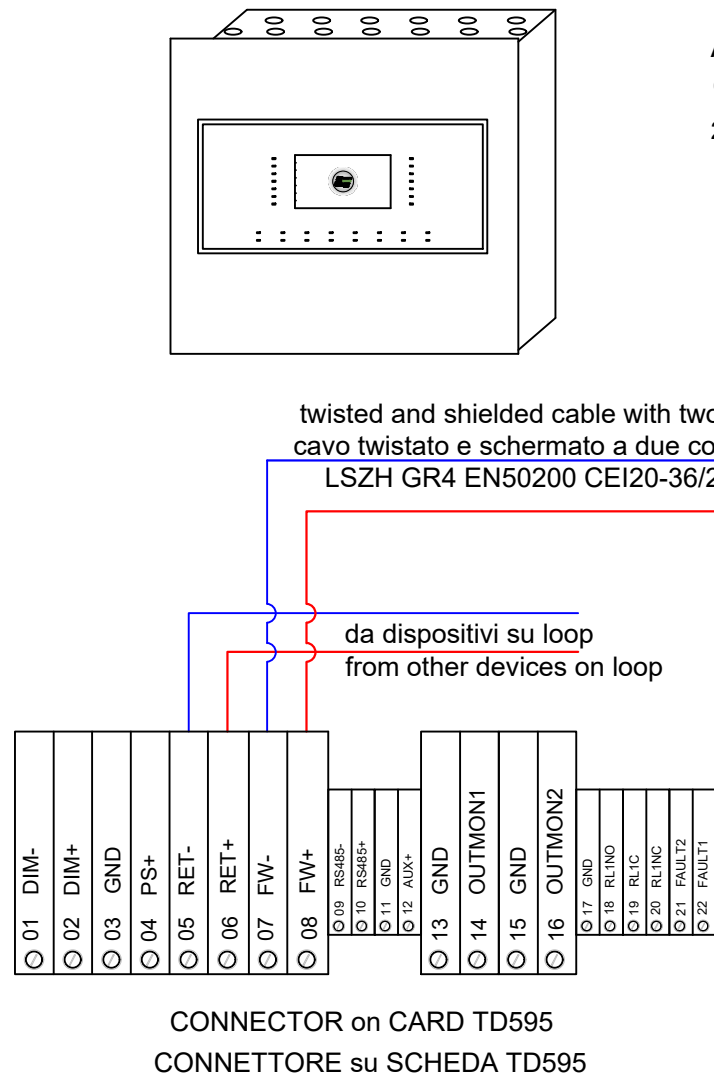 twisted and shielded cable with two
cavo twistato e schermato a due co
LSZH GR4 EN50200 CEI20-36/2
da dispositivi su loop
from other devices on loop
01 DIM-
02 DIM+
03 GND
04 PS+
05 RET-
06 RET+
07 FW-
08 FW+
09 RS485-
10 RS485+
11 GND
12 AUX+
13 GND
14 OUTMON1
15 GND
16 OUTMON2
17 GND
18 RL1NO
19 RL1C
20 RL1NC
21 FAULT2
22 FAULT1
CONNECTOR on CARD TD595
CONNETTORE su SCHEDA TD595